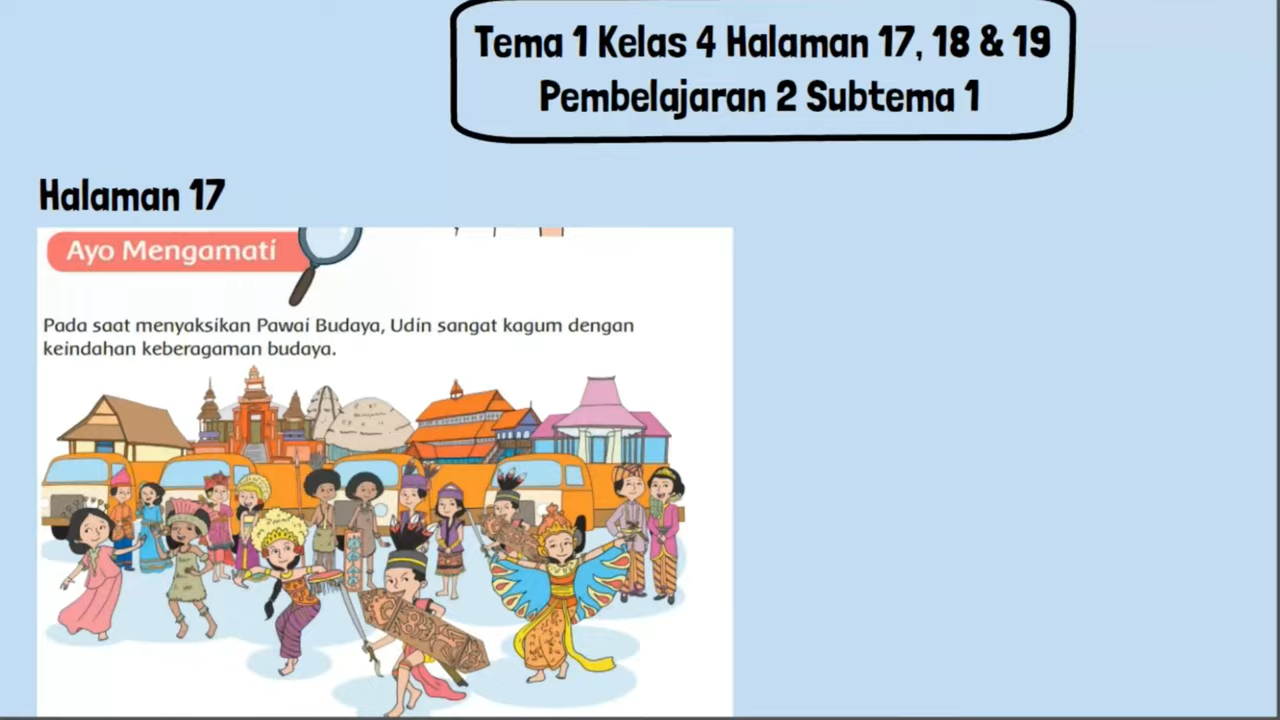 Tema 1 Kelas 4 Halaman 17, 18 & 19
Pembelajaran 2 Subtema 1
Halaman 17
Ayo Mengamati
Pada saat menyaksikan Pawai Budaya, Udin sangat kagum dengan
keindahan keberagaman budaya.